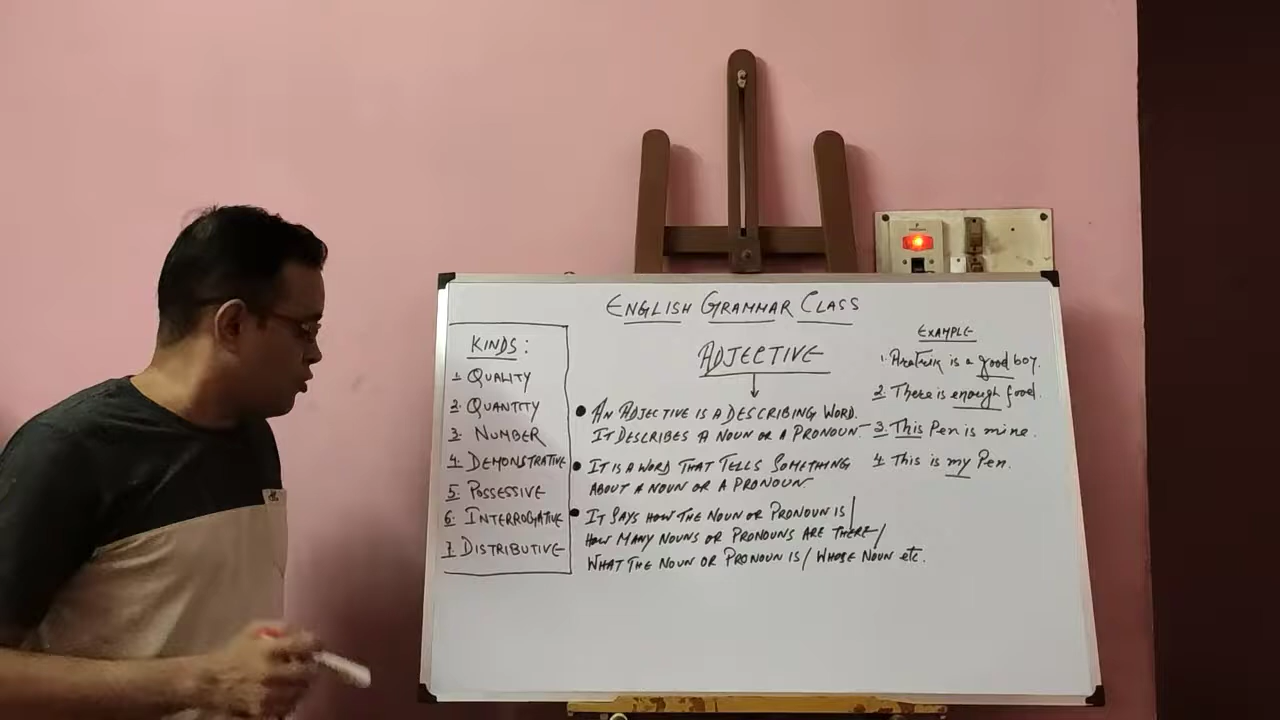 ENGLISH GRAMMAR CLASS
KINDS:
1. QUALITY
2. QUANTITY
3. NUMBER
4. DEMONSTRATIVE
5. POSSESSIVE
6. INTERROGATIVE
7. DISTRIBUTIVE
ADJECTIVE
AN ADJECTIVE IS A DESCRIBING WORD.
IT DESCRIBES A NOUN OR A PRONOUN.
IT IS A WORD THAT TELLS SOMETHING
ABOUT A NOUN OR A PRONOUN
IT SAYS HOW THE NOUN OR PRONOUN IS/
HOW MANY NOUNS OR PRONOUNS ARE THERE/
WHAT THE NOUN OR PRONOUN IS/ WHOSE NOUN etc.
EXAMPLE
1. is a good boy.
2. There is enough food.
3. This Pen is mine.
4. This is my Pen.